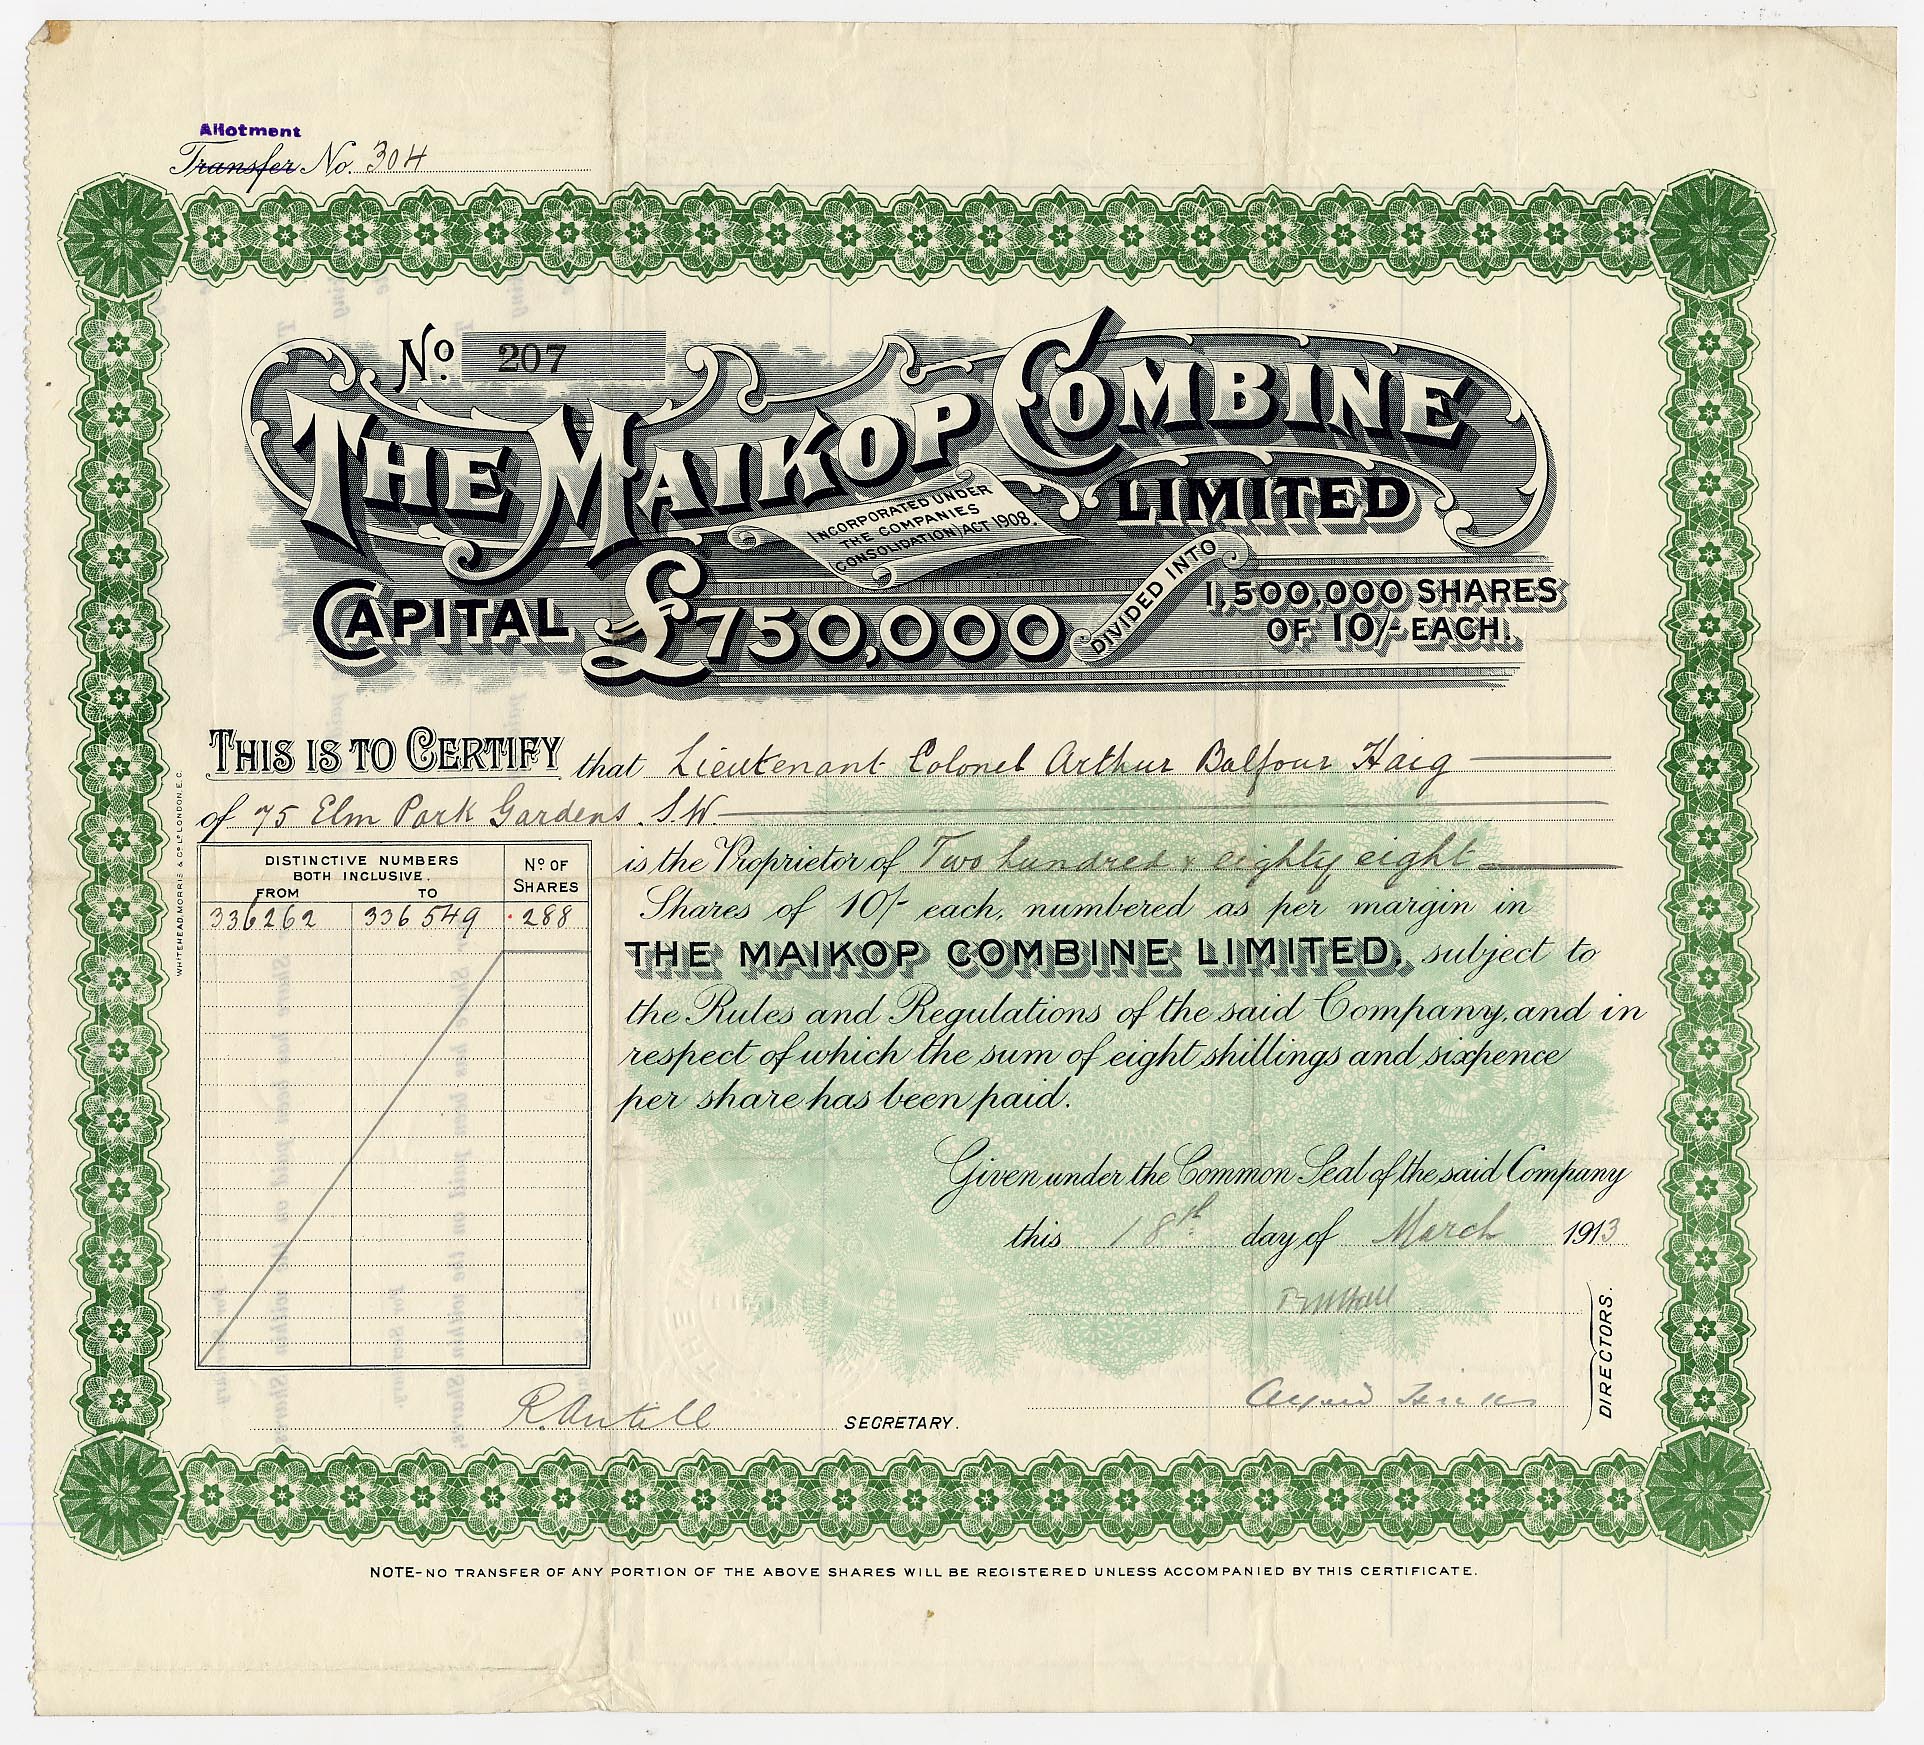 Allotment
Transfer No. 304
No. 207
THE MAIKOP COMBINE
LIMITED
INCORPORATED UNDER
THE COMPANIES
(CONSOLIDATION) ACT 1908.
CAPITAL £750,000 DIVIDED INTO 1,500,000 SHARES
OF 10/- EACH.
THIS IS TO CERTIFY that Lieutenant Colonel Arthur Balfour Haig
of 75 Elm Park Gardens. S.W.
is the Proprietor of Two hundred & eighty eight
Shares of 10/- each, numbered as per margin in
THE MAIKOP COMBINE LIMITED, subject to
the Rules and Regulations of the said Company, and in
respect of which the sum of eight shillings and sixpence
per share has been paid.
DISTINCTIVE NUMBERS
BOTH INCLUSIVE.
FROM TO
No. OF
SHARES
336262 336549 288
Given under the Common Seal of the said Company
this 18th day of March 1913
DIRECTORS.
R. Antill SECRETARY.
WHITEHEAD, MORRIS & Co. Ld. LONDON, E.C.
NOTE-NO TRANSFER OF ANY PORTION OF THE ABOVE SHARES WILL BE REGISTERED UNLESS ACCOMPANIED BY THIS CERTIFICATE.